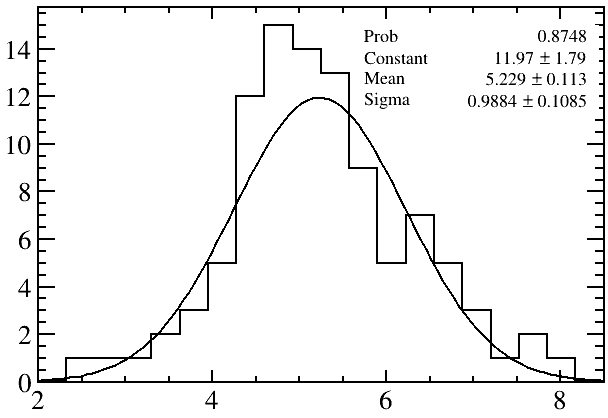 Prob 0.8748
Constant 11.97 ± 1.79
Mean 5.229 ± 0.113
Sigma 0.9884 ± 0.1085
14
12
10
8
6
4
2
0
2 4 6 8